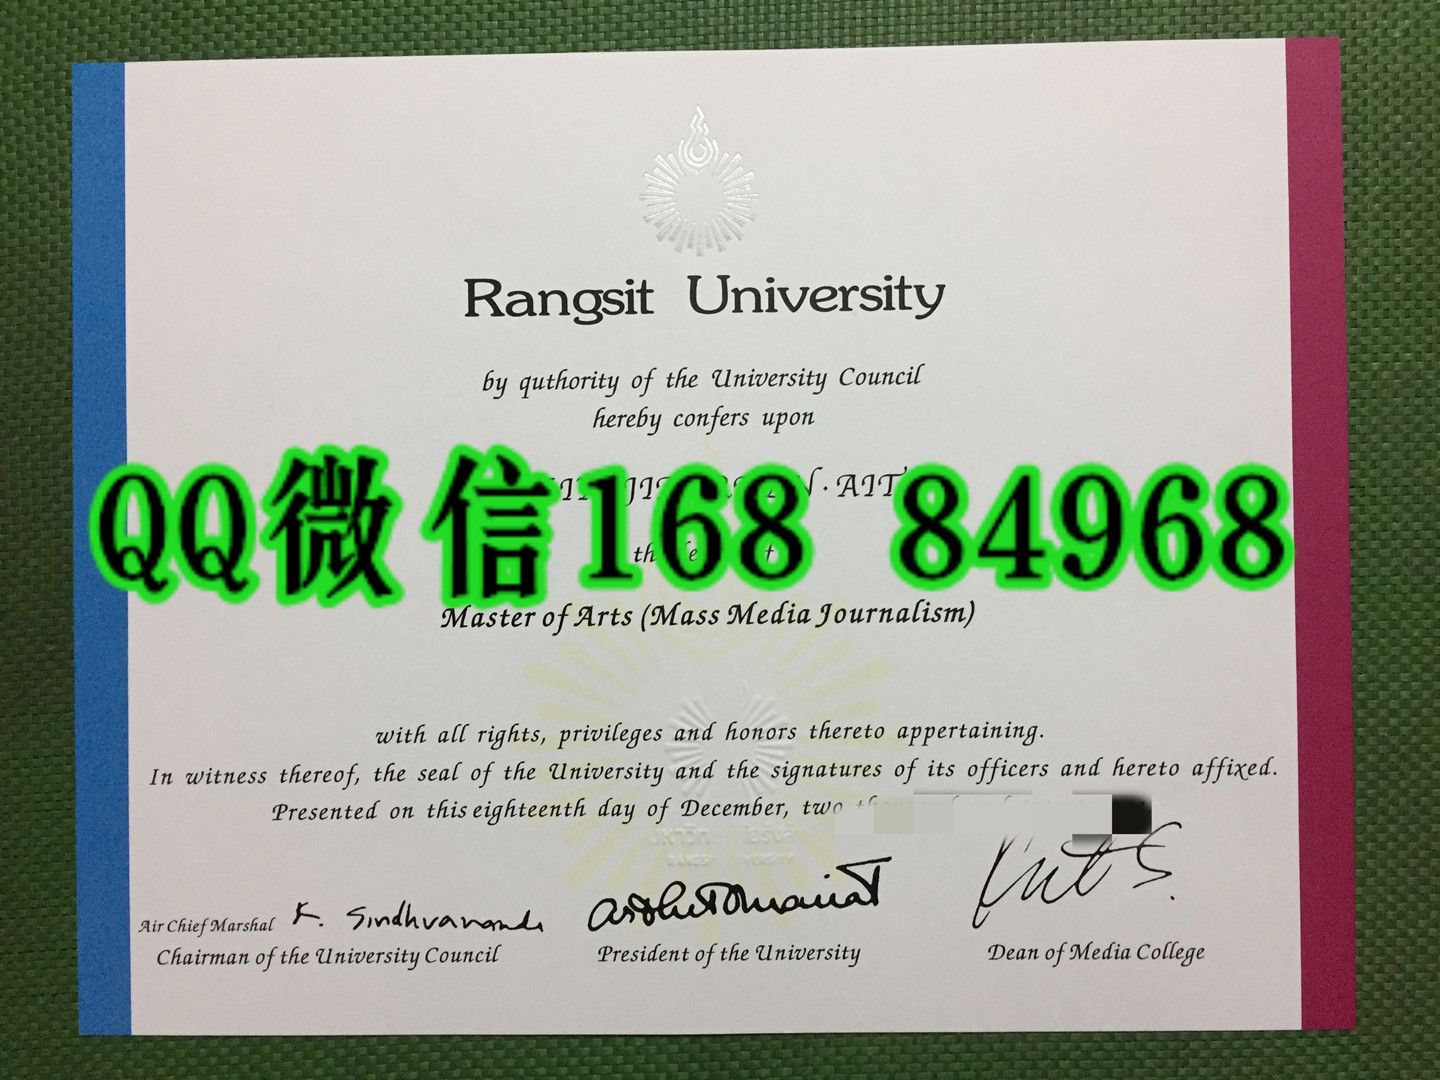 Rangsit University
by quthority of the University Council
hereby confers upon
QQ微信168 84968
Master of Arts (Mass Media Journalism)
with all rights, privileges and honors thereto appertaining.
In witness thereof, the seal of the University and the signatures of its officers and hereto affixed.
Presented on this eighteenth day of December, two
Air Chief Marshal K. Sindhvananda
Chairman of the University Council
President of the University
Dean of Media College